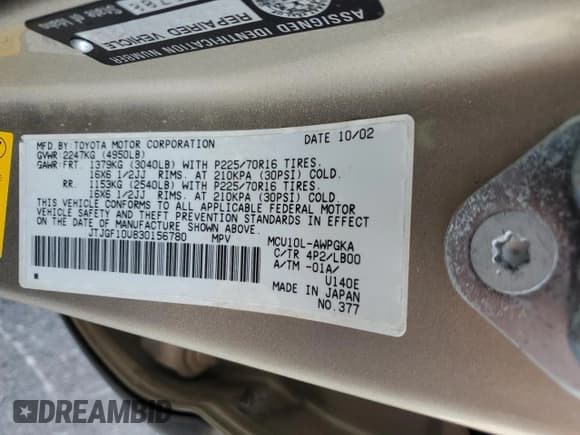 ASSIGNED IDENTIFICATION NUMBER
State of Idaho
REPAIRED VEHICLE
MFD BY: TOYOTA MOTOR CORPORATION DATE 10/02
GVWR 2247KG (4950LB)
GAWR: FRT 1379KG (3040LB) WITH P225/70R16 TIRES.
16X6 1/2JJ RIMS. AT 210KPA (30PSI) COLD.
RR. 1153KG (2540LB) WITH P225/70R16 TIRES.
16X6 1/2JJ RIMS. AT 210KPA (30PSI) COLD.
THIS VEHICLE CONFORMS TO ALL APPLICABLE FEDERAL MOTOR
VEHICLE SAFETY AND THEFT PREVENTION STANDARDS IN EFFECT
ON THE DATE OF MANUFACTURE SHOWN ABOVE.
JTJGF10U830156780 MPV MCU10L-AWPGKA
C/TR 4P2/LB00
A/TM -01A/
U140E
MADE IN JAPAN
NO.377
DREAMBID